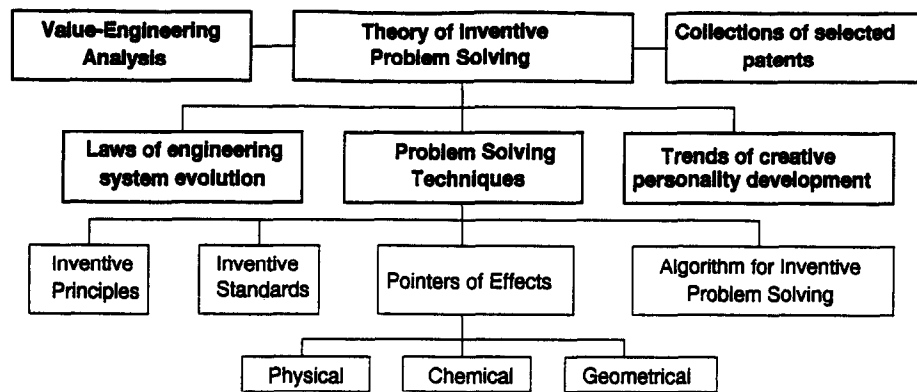 Value-Engineering
Analysis
Theory of Inventive
Problem Solving
Collections of selected
patents
Laws of engineering
system evolution
Problem Solving
Techniques
Trends of creative
personality development
Inventive
Principles
Inventive
Standards
Pointers of Effects
Algorithm for Inventive
Problem Solving
Physical
Chemical
Geometrical